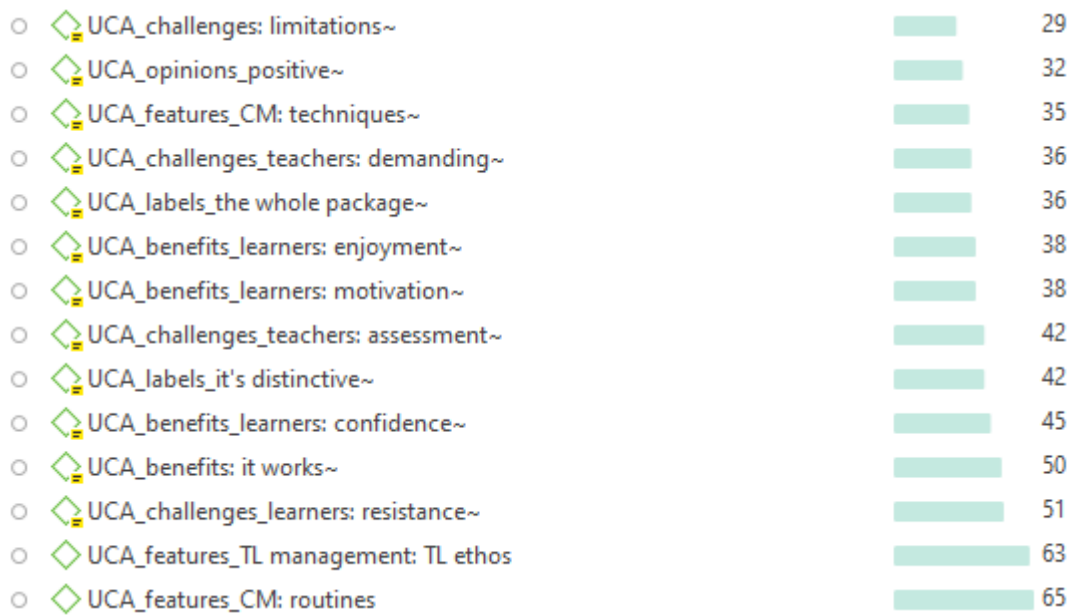 UCA_challenges: limitations~ 29
UCA_opinions_positive~ 32
UCA_features_CM: techniques~ 35
UCA_challenges_teachers: demanding~ 36
UCA_labels_the whole package~ 36
UCA_benefits_learners: enjoyment~ 38
UCA_benefits_learners: motivation~ 38
UCA_challenges_teachers: assessment~ 42
UCA_labels_it's distinctive~ 42
UCA_benefits_learners: confidence~ 45
UCA_benefits: it works~ 50
UCA_challenges_learners: resistance~ 51
UCA_features_TL management: TL ethos 63
UCA_features_CM: routines 65